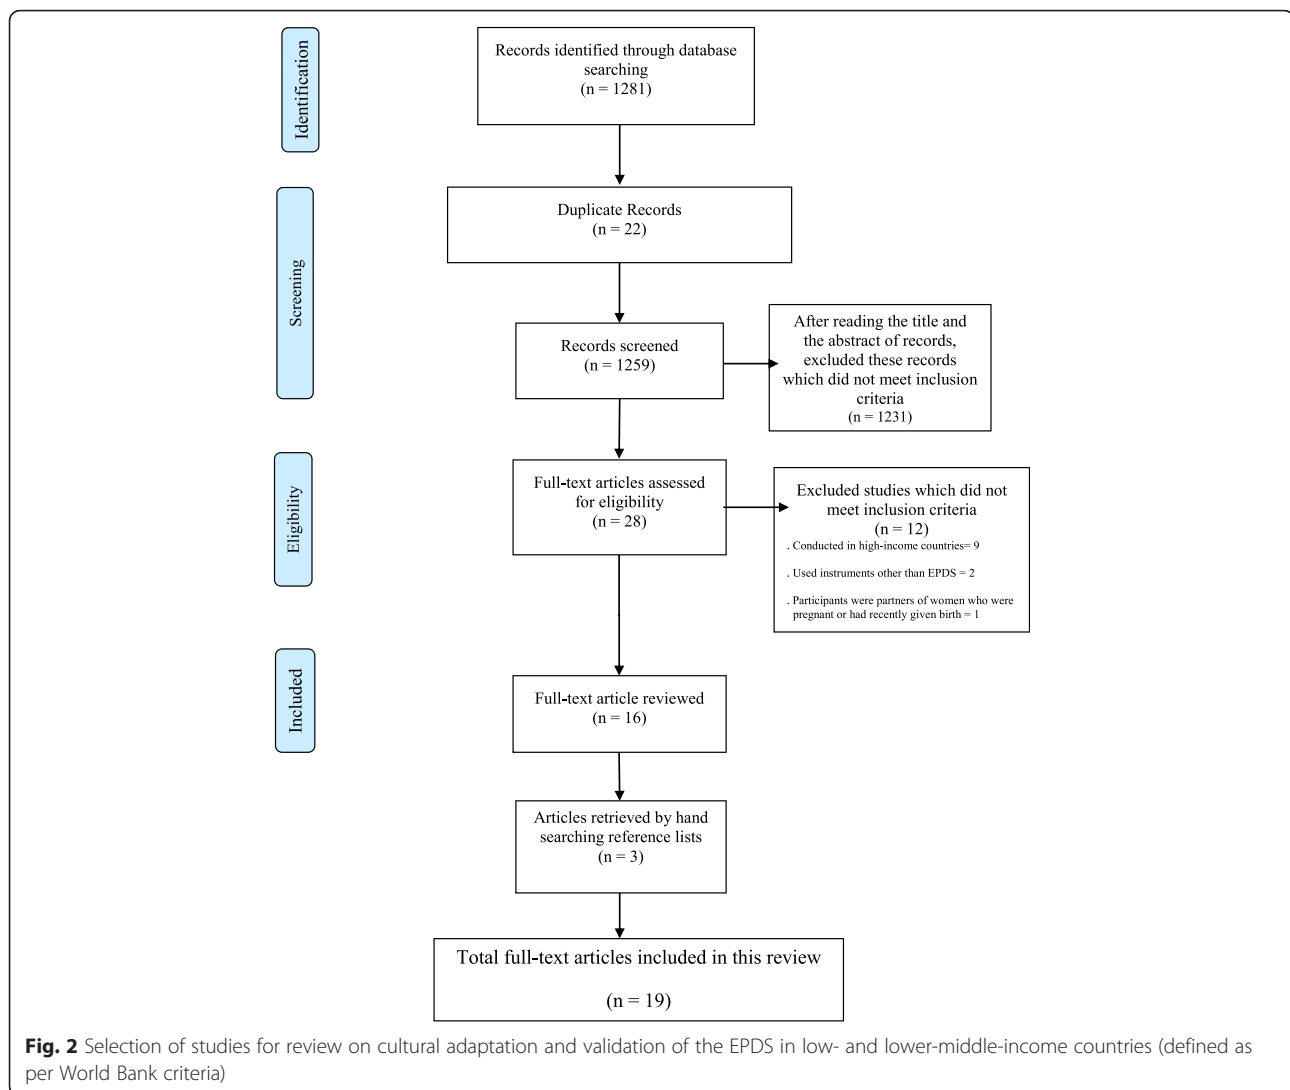 Identification
Records identified through database
searching
(n = 1281)
Screening
Duplicate Records
(n = 22)
Records screened
(n = 1259)
After reading the title and
the abstract of records,
excluded these records
which did not meet inclusion
criteria
(n = 1231)
Eligibility
Full-text articles assessed
for eligibility
(n = 28)
Excluded studies which did not
meet inclusion criteria
(n = 12)
. Conducted in high-income countries= 9
. Used instruments other than EPDS = 2
. Participants were partners of women who were
pregnant or had recently given birth = 1
Included
Full-text article reviewed
(n = 16)
Articles retrieved by hand
searching reference lists
(n = 3)
Total full-text articles included in this review
(n = 19)
Fig. 2 Selection of studies for review on cultural adaptation and validation of the EPDS in low- and lower-middle-income countries (defined as
per World Bank criteria)